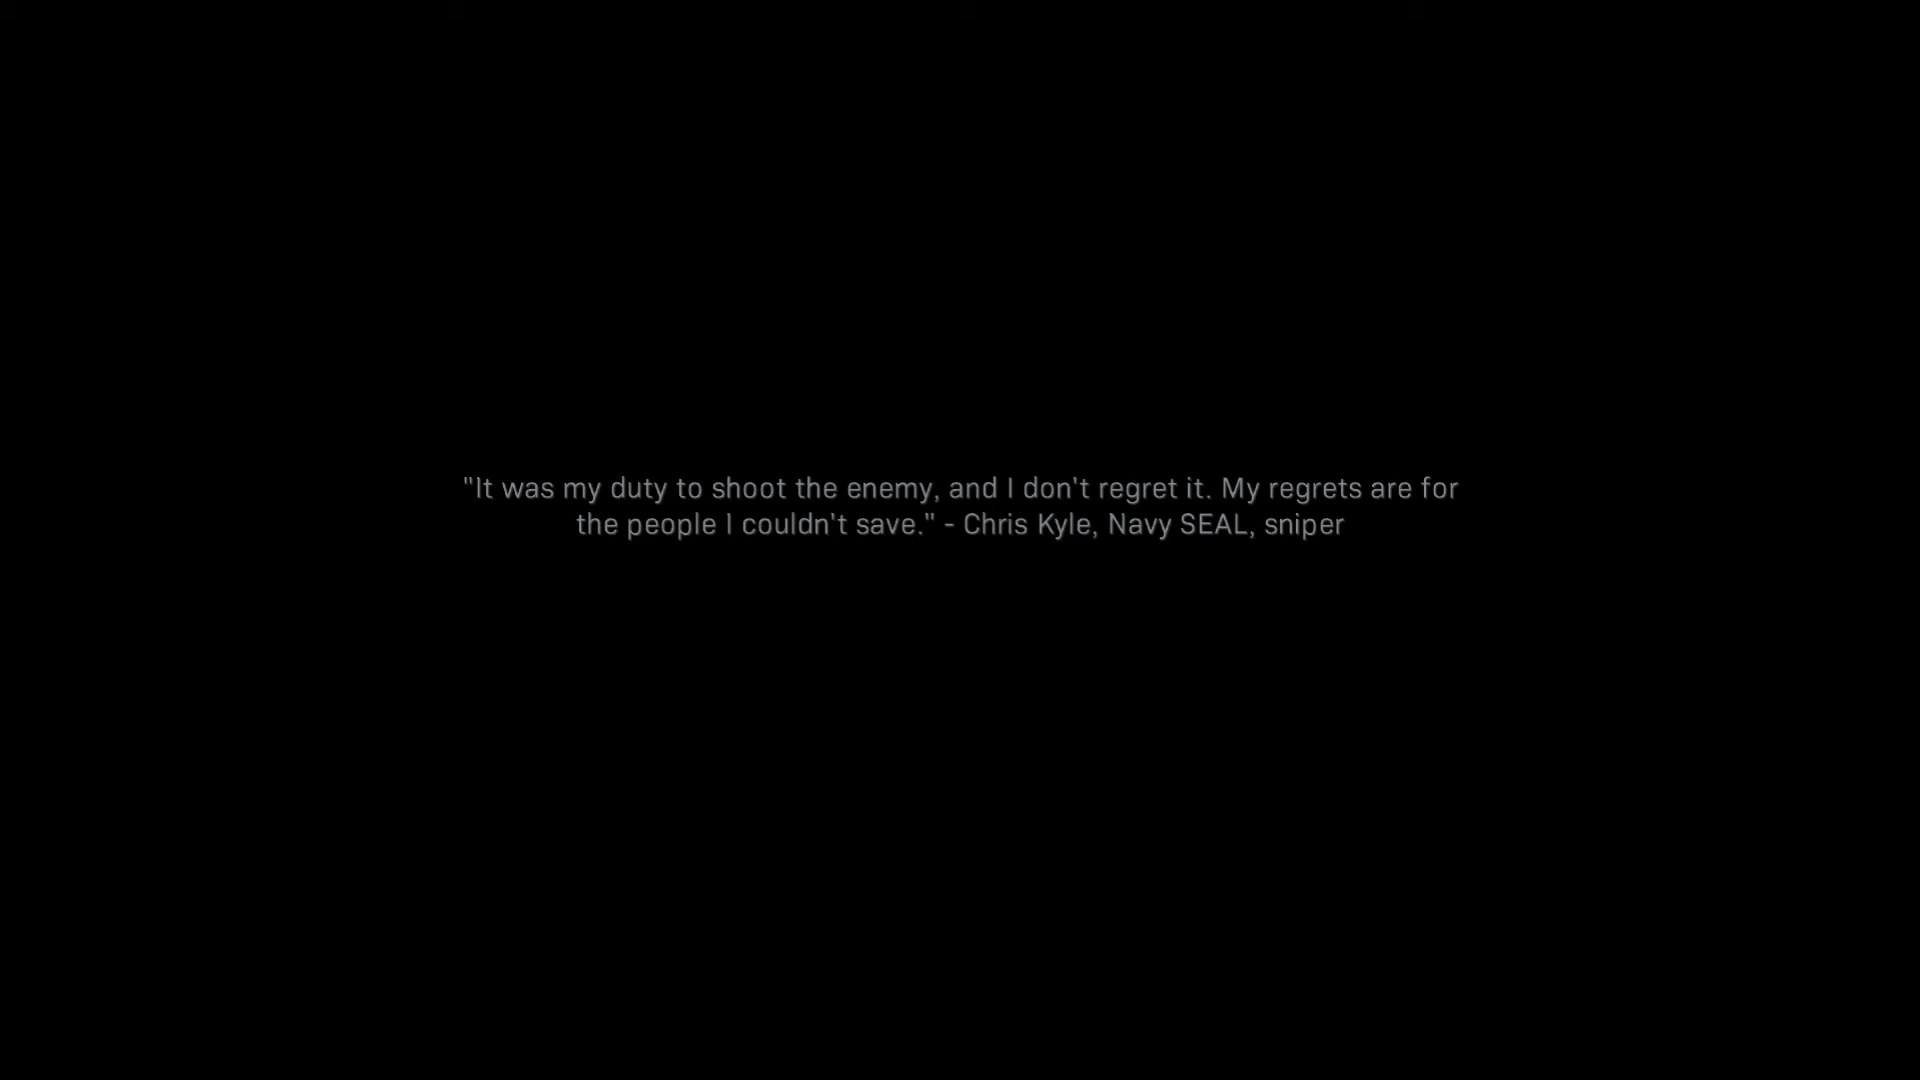 "It was my duty to shoot the enemy, and I don't regret it. My regrets are for
the people I couldn't save." - Chris Kyle, Navy SEAL, sniper